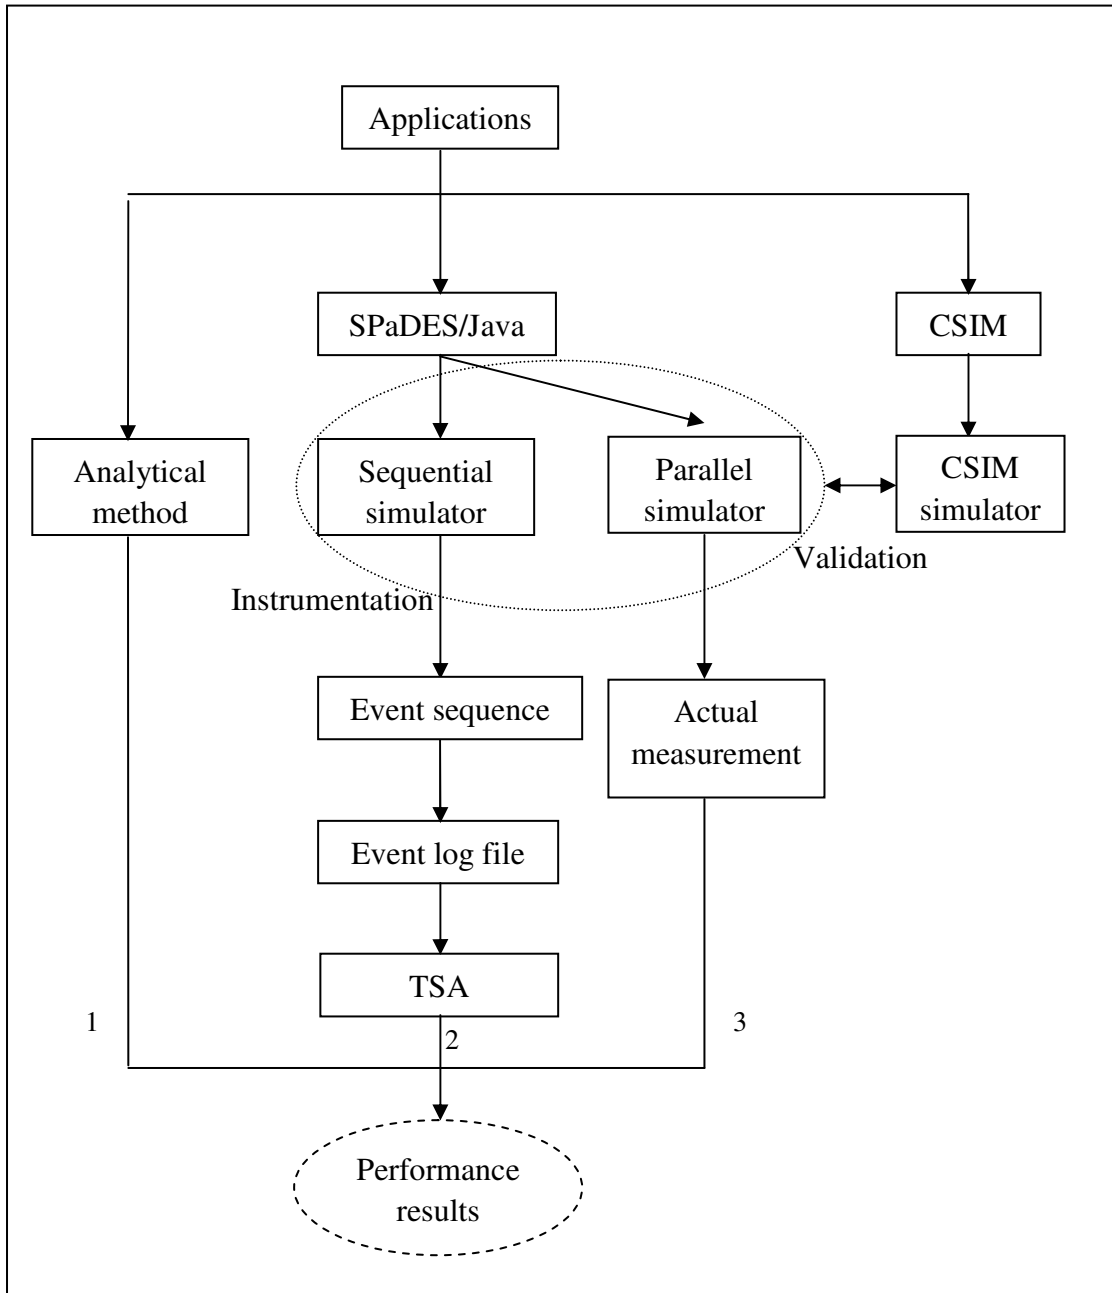 Applications
SPaDES/Java
CSIM
Analytical
method
Sequential
simulator
Parallel
simulator
CSIM
simulator
Validation
Instrumentation
Event sequence
Actual
measurement
Event log file
TSA
1
2
3
Performance
results